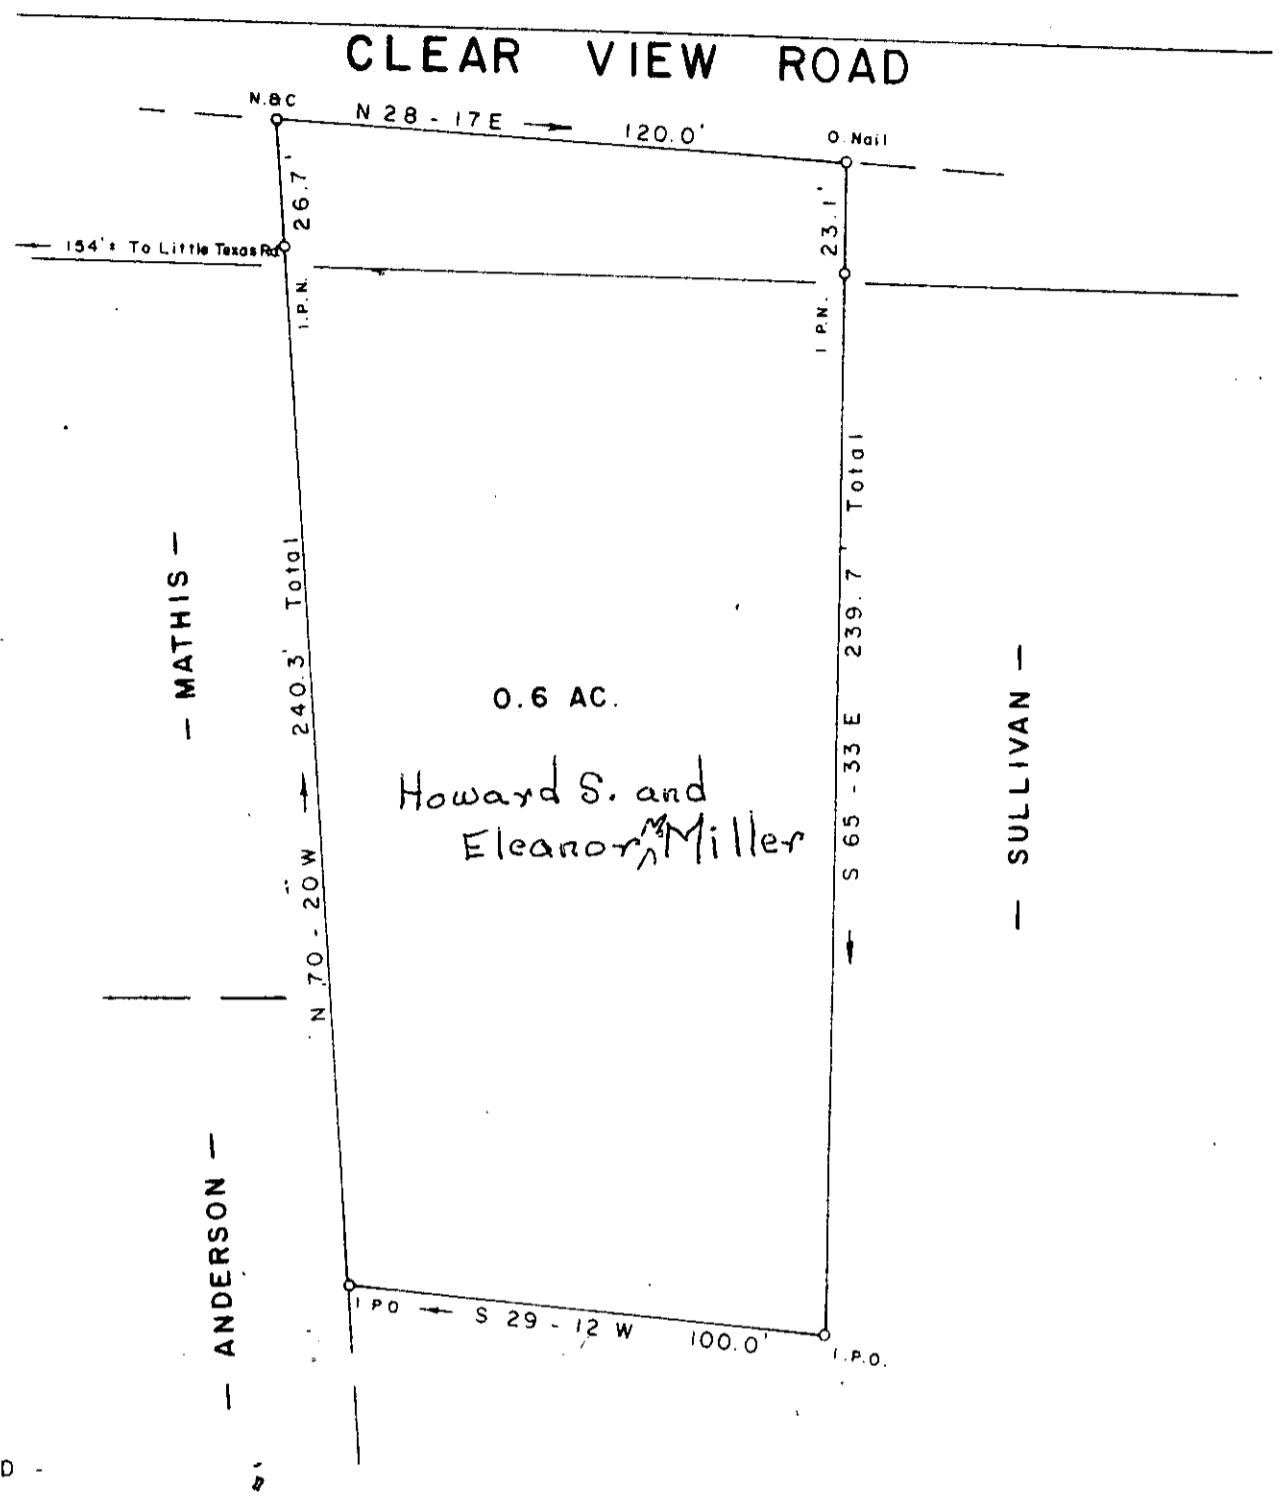 CLEAR VIEW ROAD
N.&C
N 28 - 17 E
120.0'
O. Nail
26.7'
23.1'
154'± To Little Texas Rd.
I.P.N.
I P.N.
240.3' Total
N 70 - 20 W
239.7' Total
S 65 - 33 E
- MATHIS -
- SULLIVAN -
0.6 AC.
Howard S. and
Eleanor M Miller
- ANDERSON -
I P O
S 29 - 12 W
100.0'
I.P.O.
D -